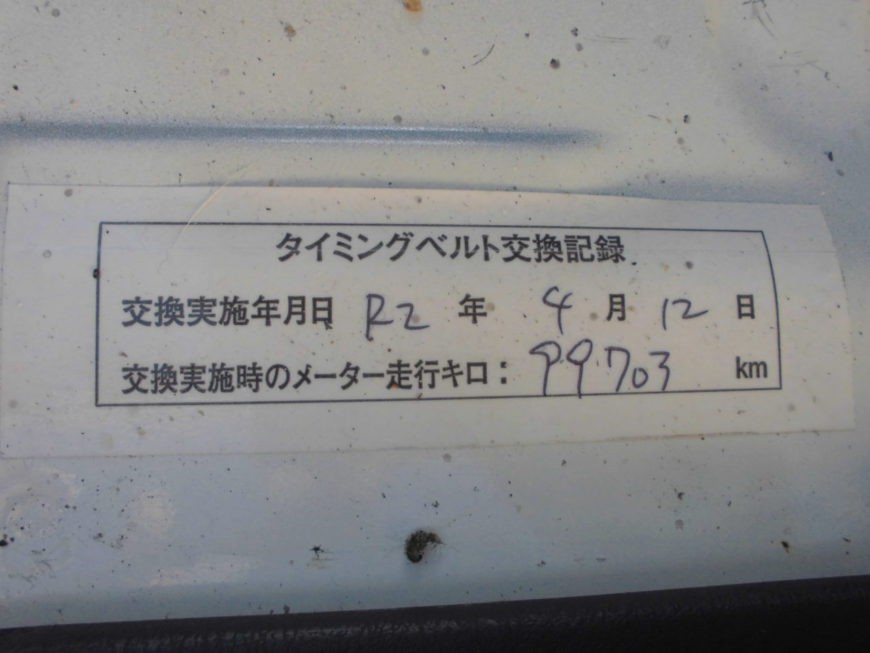 タイミングベルト交換記録
交換実施年月日 R2 年 4 月 12 日
交換実施時のメーター走行キロ： 99703 km